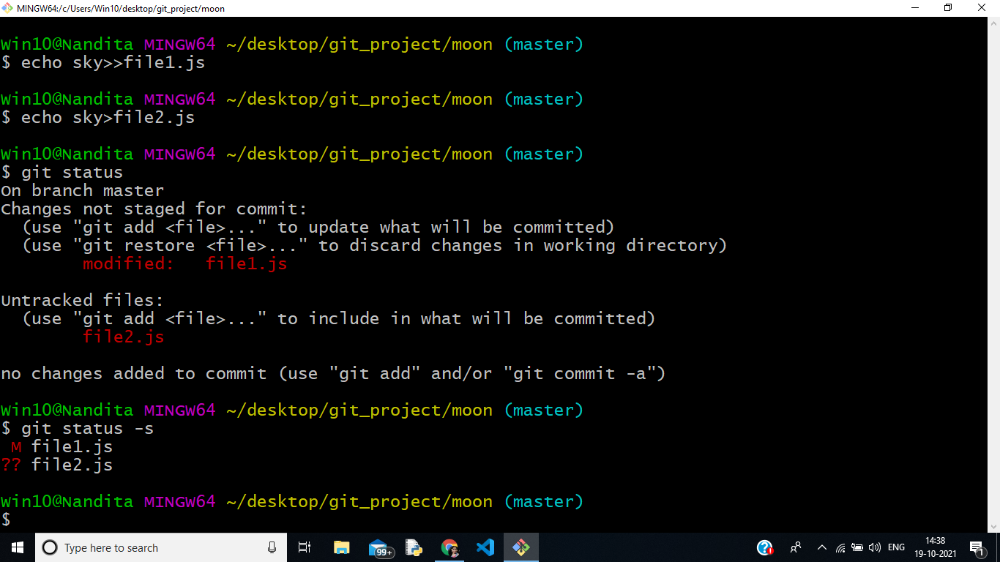 MINGW64:/c/Users/Win10/desktop/git_project/moon
Win10@Nandita MINGW64 ~/desktop/git_project/moon (master)
$ echo sky>>file1.js
Win10@Nandita MINGW64 ~/desktop/git_project/moon (master)
$ echo sky>file2.js
Win10@Nandita MINGW64 ~/desktop/git_project/moon (master)
$ git status
On branch master
Changes not staged for commit:
  (use "git add <file>..." to update what will be committed)
  (use "git restore <file>..." to discard changes in working directory)
        modified:   file1.js
Untracked files:
  (use "git add <file>..." to include in what will be committed)
        file2.js
no changes added to commit (use "git add" and/or "git commit -a")
Win10@Nandita MINGW64 ~/desktop/git_project/moon (master)
$ git status -s
 M file1.js
?? file2.js
Win10@Nandita MINGW64 ~/desktop/git_project/moon (master)
$
Type here to search
99+
ENG
14:38
19-10-2021
1